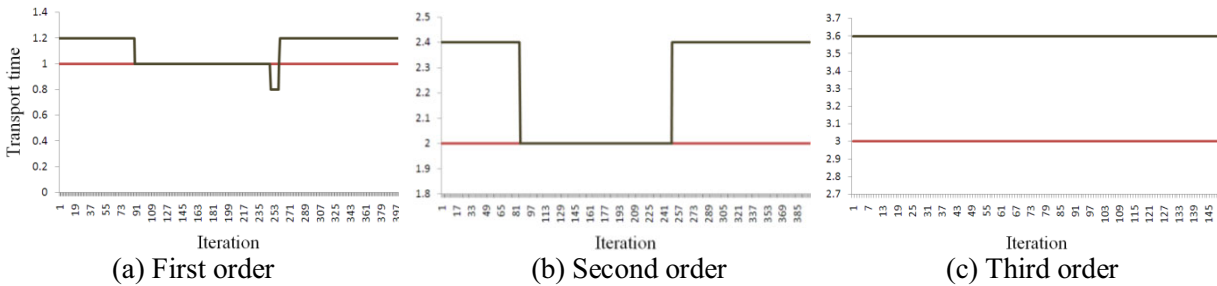 Transport time
1.4
1.2
1
0.8
0.6
0.4
0.2
0
1 19 37 55 73 91 109 127 145 163 181 199 217 235 253 271 289 307 325 343 361 379 397
Iteration
(a) First order
2.5
2.4
2.3
2.2
2.1
2
1.9
1.8
1 17 33 49 65 81 97 113 129 145 161 177 193 209 225 241 257 273 289 305 321 337 353 369 385
Iteration
(b) Second order
3.7
3.6
3.5
3.4
3.3
3.2
3.1
3
2.9
2.8
2.7
1 7 13 19 25 31 37 43 49 55 61 67 73 79 85 91 97 103 109 115 121 127 133 139 145
Iteration
(c) Third order